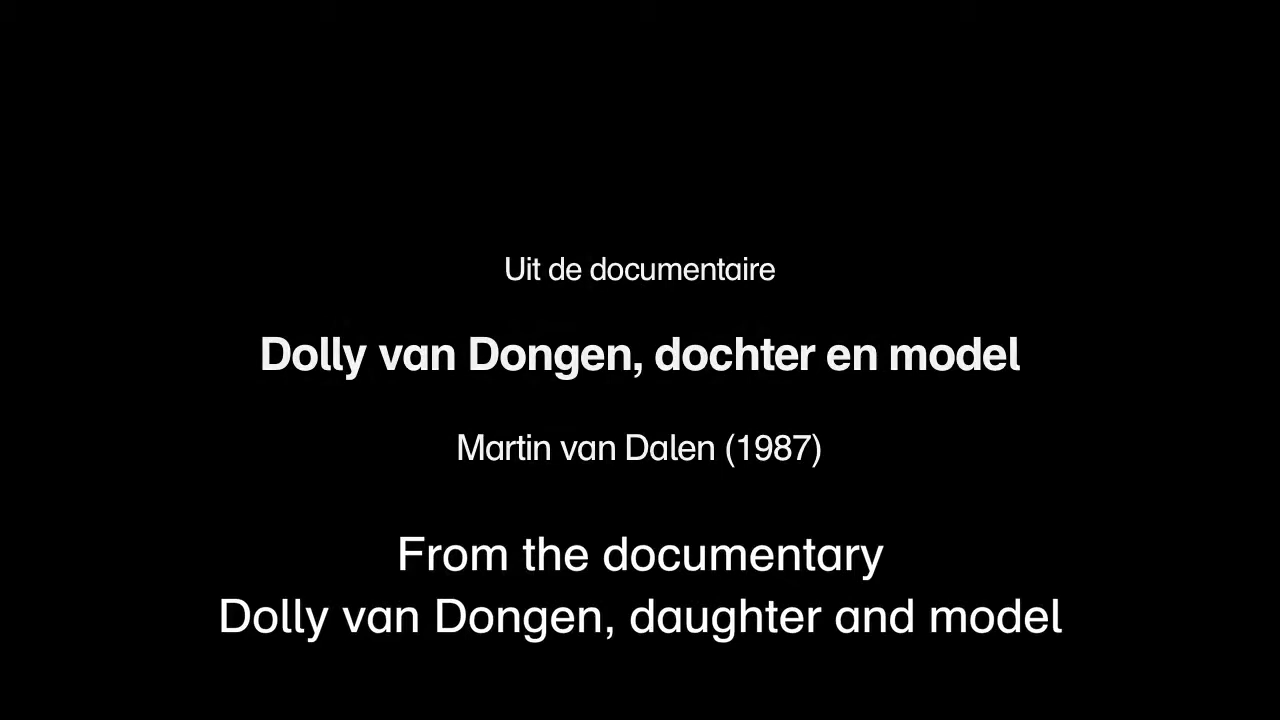 Uit de documentaire
Dolly van Dongen, dochter en model
Martin van Dalen (1987)
From the documentary
Dolly van Dongen, daughter and model